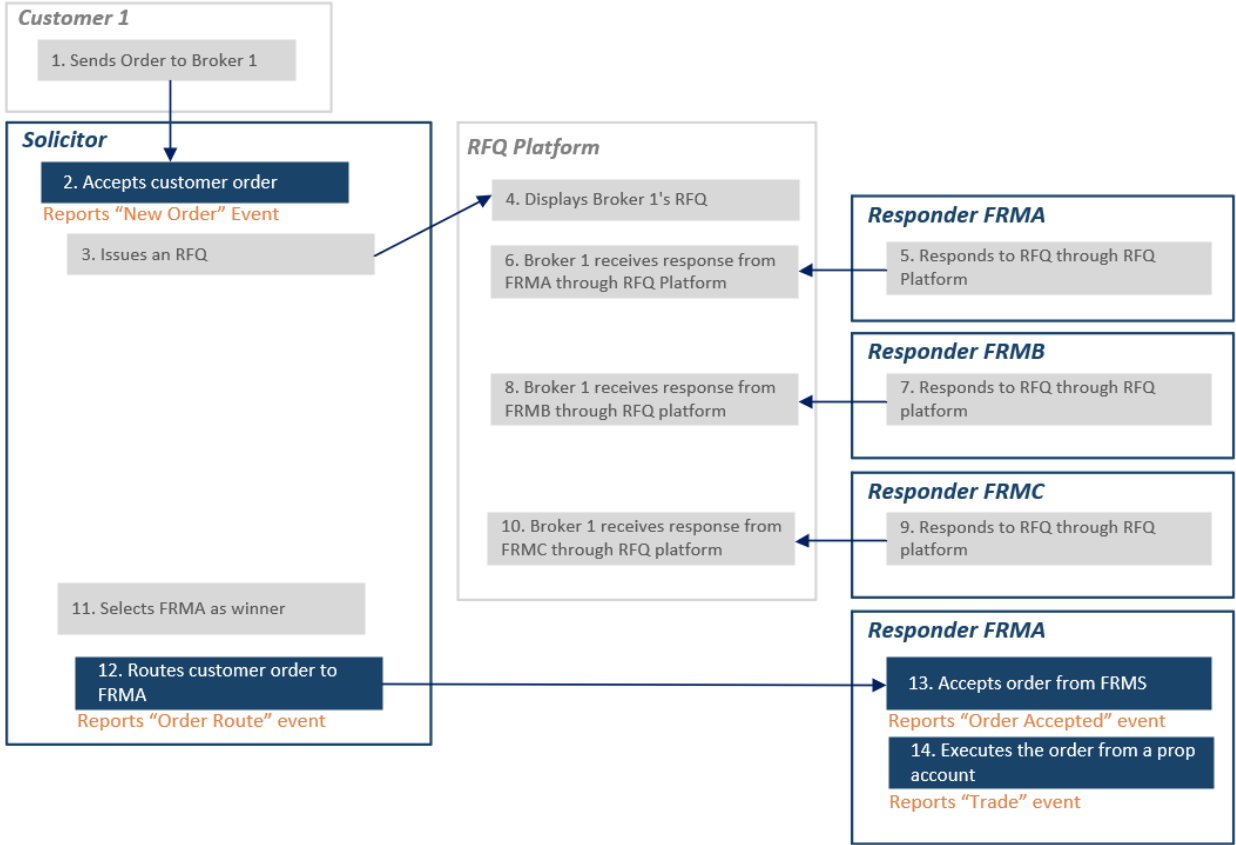 Customer 1
1. Sends Order to Broker 1
Solicitor
2. Accepts customer order
Reports “New Order” Event
3. Issues an RFQ
11. Selects FRMA as winner
12. Routes customer order to
FRMA
Reports “Order Route” event
RFQ Platform
4. Displays Broker 1's RFQ
6. Broker 1 receives response from
FRMA through RFQ Platform
8. Broker 1 receives response from
FRMB through RFQ platform
10. Broker 1 receives response from
FRMC through RFQ platform
Responder FRMA
5. Responds to RFQ through RFQ
Platform
Responder FRMB
7. Responds to RFQ through RFQ
platform
Responder FRMC
9. Responds to RFQ through RFQ
platform
Responder FRMA
13. Accepts order from FRMS
Reports “Order Accepted” event
14. Executes the order from a prop
account
Reports “Trade” event